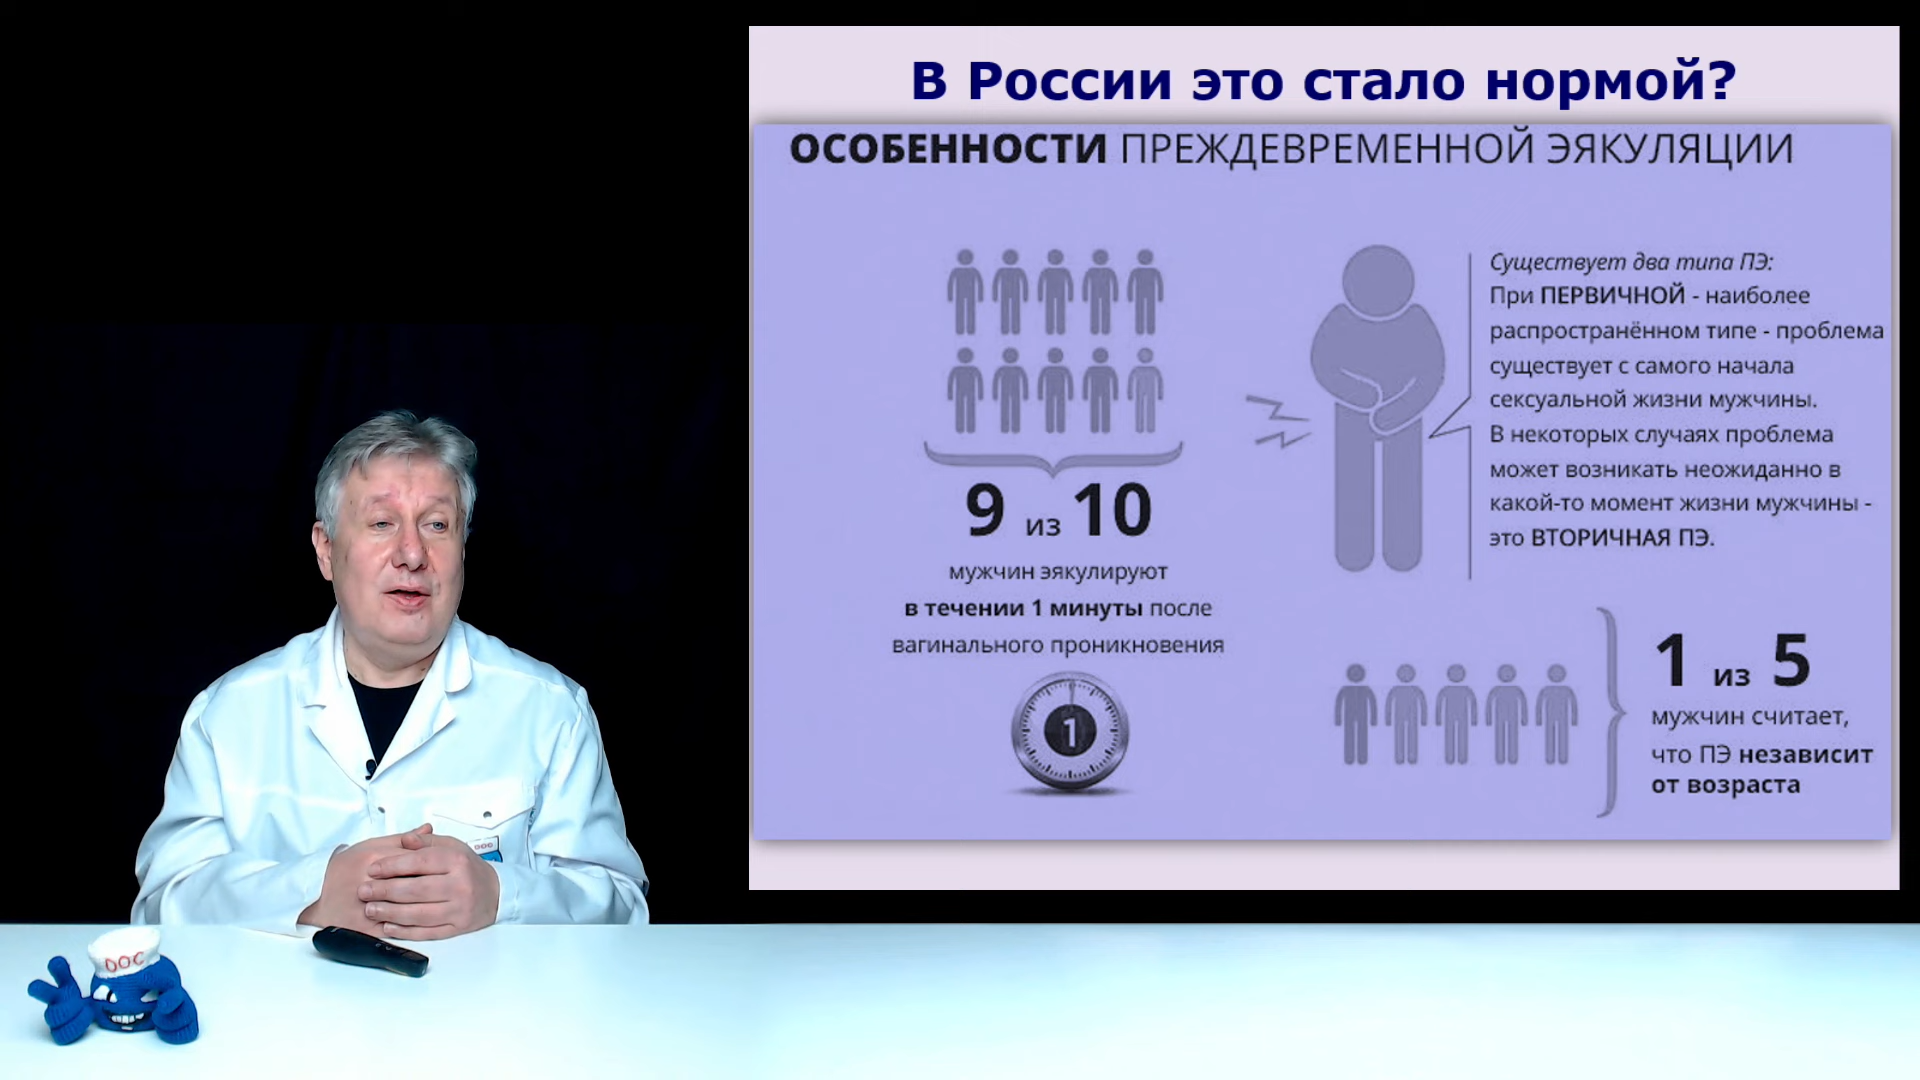 В России это стало нормой?
ОСОБЕННОСТИ ПРЕЖДЕВРЕМЕННОЙ ЭЯКУЛЯЦИИ
9 из 10
мужчин эякулируют
в течении 1 минуты после
вагинального проникновения
1
Существует два типа ПЭ:
При ПЕРВИЧНОЙ - наиболее
распространённом типе - проблема
существует с самого начала
сексуальной жизни мужчины.
В некоторых случаях проблема
может возникать неожиданно в
какой-то момент жизни мужчины -
это ВТОРИЧНАЯ ПЭ.
1 из 5
мужчин считает,
что ПЭ независит
от возраста
DOC